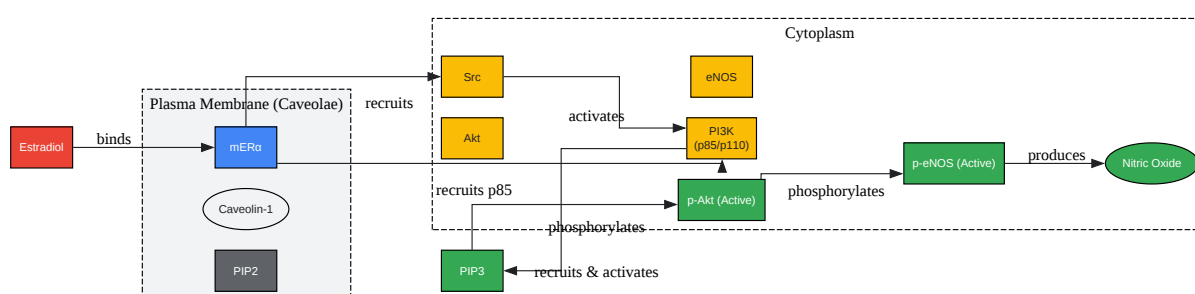 Cytoplasm
Src
eNOS
Plasma Membrane (Caveolae)
recruits
activates
Estradiol
binds
mERα
Akt
PI3K
(p85/p110)
p-eNOS (Active)
produces
Nitric Oxide
recruits p85
p-Akt (Active)
phosphorylates
Caveolin-1
phosphorylates
PIP2
PIP3
recruits & activates